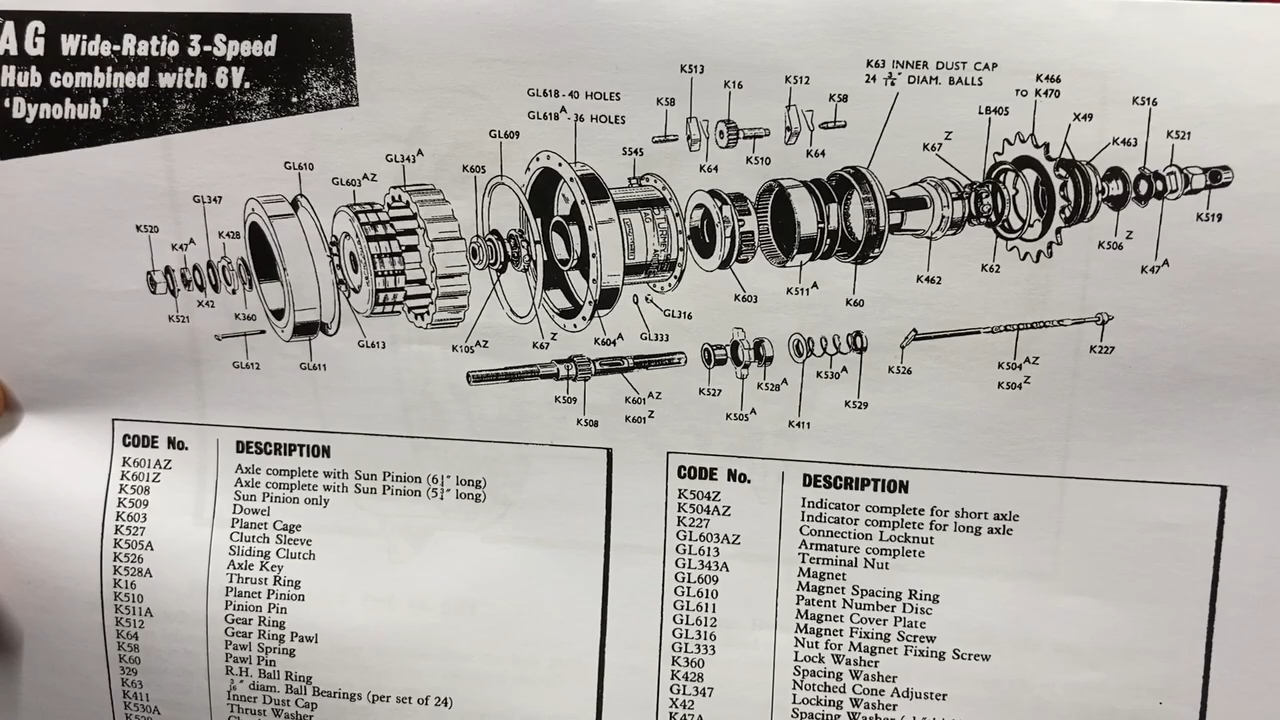 AG Wide-Ratio 3-Speed
Hub combined with 6V.
'Dynohub'
K63 INNER DUST CAP
24 3/16" DIAM. BALLS
K513
K16
K512
K58
K58
K64
K510
K64
GL618 - 40 HOLES
GL618A - 36 HOLES
GL609
S545
K466
TO K470
LB405
X49
K516
K67Z
K463
K521
GL610
GL343A
GL603AZ
K605
GL347
K520
K47A
K428
X42
K521
K360
GL612
GL611
GL613
K105AZ
K67Z
K604A
GL333
GL316
K603
K511A
K60
K462
K62
K506Z
K47A
K519
K509
K508
K601AZ
K601Z
K527
K505A
K528A
K411
K530A
K529
K526
K504AZ
K504Z
K227
CODE No. DESCRIPTION
K601AZ Axle complete with Sun Pinion (6¼" long)
K601Z Axle complete with Sun Pinion (5¾" long)
K508 Sun Pinion only
K509 Dowel
K603 Planet Cage
K527 Clutch Sleeve
K505A Sliding Clutch
K526 Axle Key
K528A Thrust Ring
K16 Planet Pinion
K510 Pinion Pin
K511A Gear Ring
K512 Gear Ring Pawl
K64 Pawl Spring
K58 Pawl Pin
K60 R.H. Ball Ring
329 3/16" diam. Ball Bearings (per set of 24)
K63 Inner Dust Cap
K411 Thrust Washer
K530A
CODE No. DESCRIPTION
K504Z Indicator complete for short axle
K504AZ Indicator complete for long axle
K227 Connection Locknut
GL603AZ Armature complete
GL613 Terminal Nut
GL343A Magnet
GL609 Magnet Spacing Ring
GL610 Patent Number Disc
GL611 Magnet Cover Plate
GL612 Magnet Fixing Screw
GL316 Nut for Magnet Fixing Screw
GL333 Lock Washer
K360 Spacing Washer
K428 Notched Cone Adjuster
GL347 Locking Washer
X42 Spacing Washer
K47A